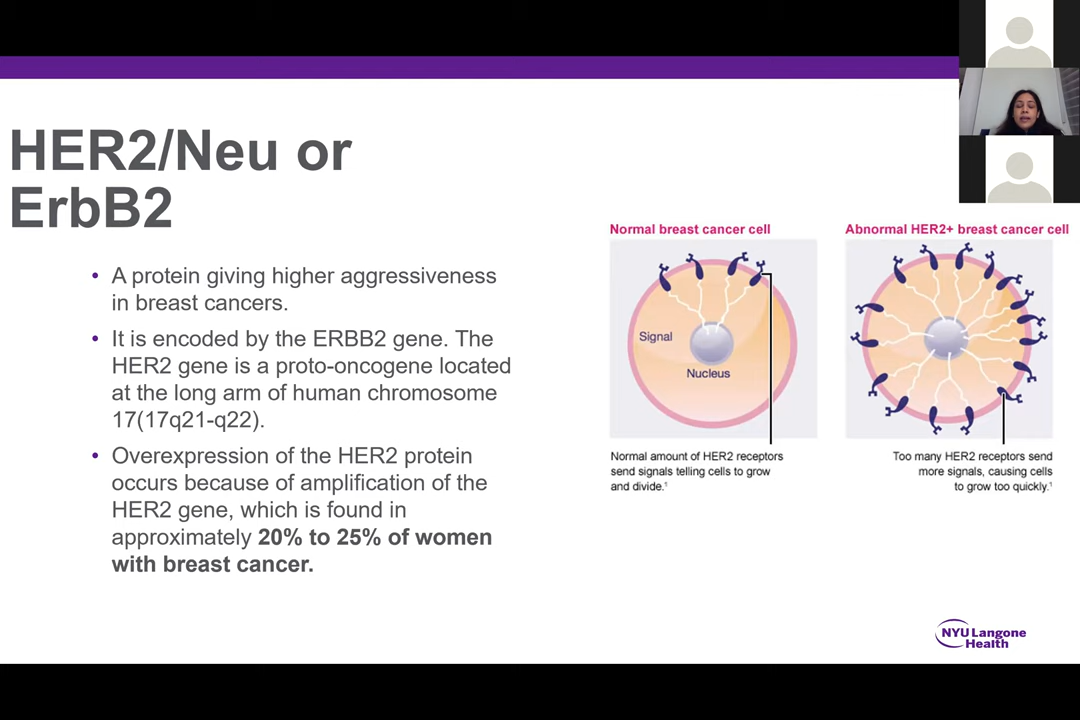 HER2/Neu or
ErbB2
• A protein giving higher aggressiveness
in breast cancers.
• It is encoded by the ERBB2 gene. The
HER2 gene is a proto-oncogene located
at the long arm of human chromosome
17(17q21-q22).
• Overexpression of the HER2 protein
occurs because of amplification of the
HER2 gene, which is found in
approximately 20% to 25% of women
with breast cancer.
Normal breast cancer cell
Signal
Nucleus
Normal amount of HER2 receptors
send signals telling cells to grow
and divide.¹
Abnormal HER2+ breast cancer cell
Too many HER2 receptors send
more signals, causing cells
to grow too quickly.¹
NYU Langone
Health